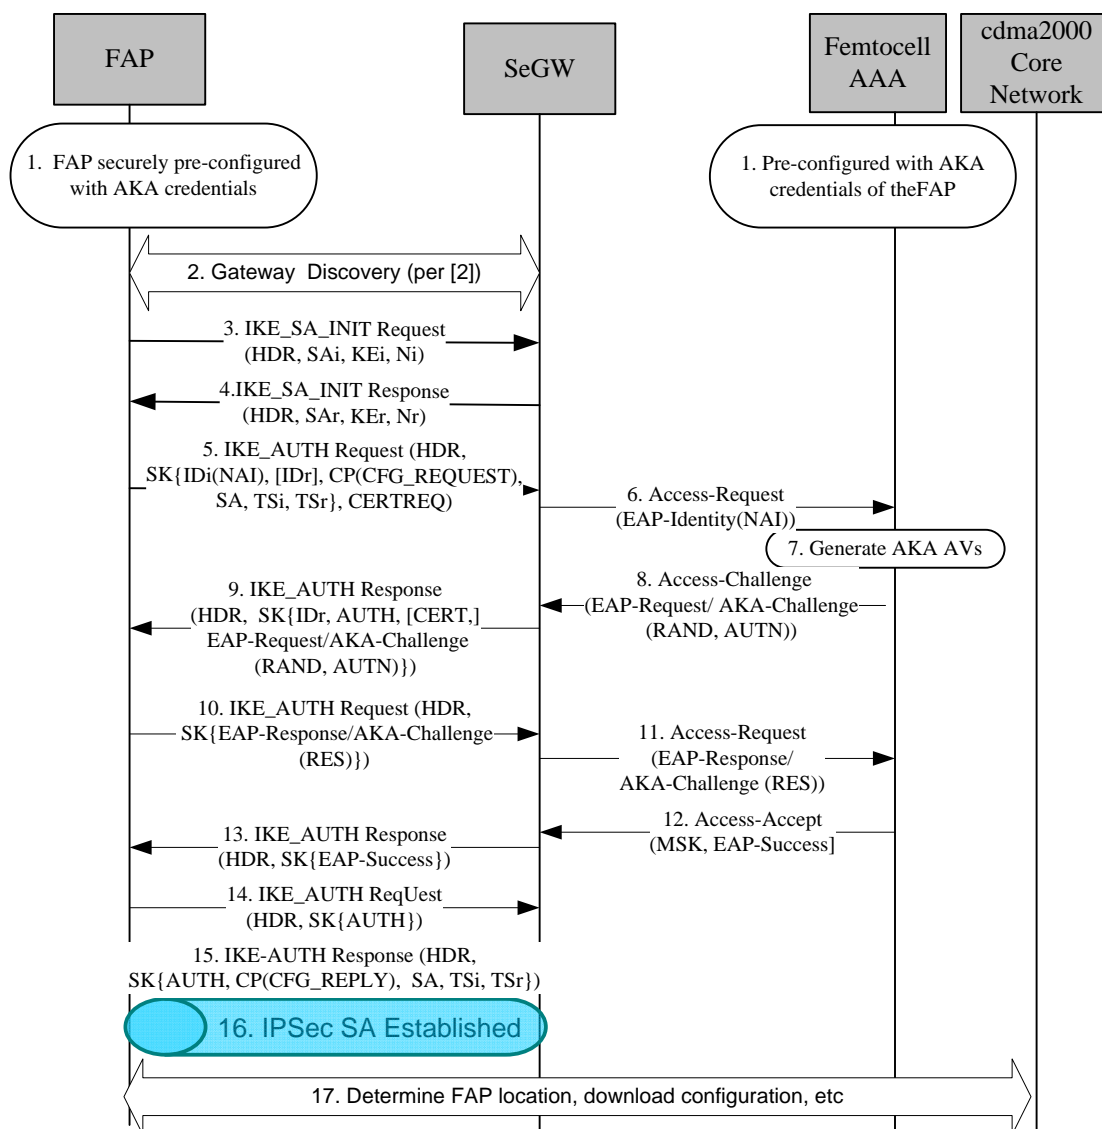 FAP
SeGW
Femtocell
AAA
cdma2000
Core
Network
1.  FAP securely pre-configured
with AKA credentials
1. Pre-configured with AKA
credentials of theFAP
2. Gateway  Discovery (per [2])
3. IKE_SA_INIT Request
(HDR, SAi, KEi, Ni)
4.IKE_SA_INIT Response
(HDR, SAr, KEr, Nr)
5. IKE_AUTH Request (HDR,
SK{IDi(NAI), [IDr], CP(CFG_REQUEST),
SA, TSi, TSr}, CERTREQ)
6. Access-Request
(EAP-Identity(NAI))
7. Generate AKA AVs
8. Access-Challenge
(EAP-Request/ AKA-Challenge
(RAND, AUTN))
9. IKE_AUTH Response
(HDR,  SK{IDr, AUTH, [CERT,]
EAP-Request/AKA-Challenge
(RAND, AUTN)})
10. IKE_AUTH Request (HDR,
SK{EAP-Response/AKA-Challenge
(RES)})
11. Access-Request
(EAP-Response/
AKA-Challenge (RES))
12. Access-Accept
(MSK, EAP-Success]
13. IKE_AUTH Response
(HDR, SK{EAP-Success})
14. IKE_AUTH ReqUest
(HDR, SK{AUTH})
15. IKE-AUTH Response (HDR,
SK{AUTH, CP(CFG_REPLY),  SA, TSi, TSr})
16. IPSec SA Established
17. Determine FAP location, download configuration, etc